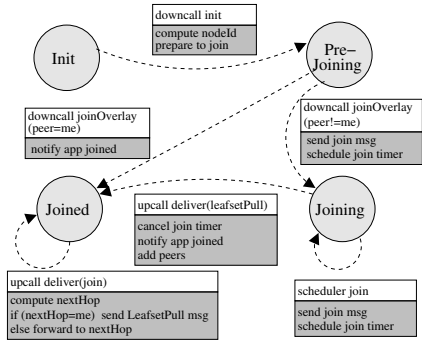 downcall init
compute nodeId
prepare to join
Init
Pre-
Joining
downcall joinOverlay
(peer=me)
notify app joined
downcall joinOverlay
(peer!=me)
send join msg
schedule join timer
Joined
upcall deliver(leafsetPull)
cancel join timer
notify app joined
add peers
Joining
upcall deliver(join)
compute nextHop
if (nextHop=me) send LeafsetPull msg
else forward to nextHop
scheduler join
send join msg
schedule join timer